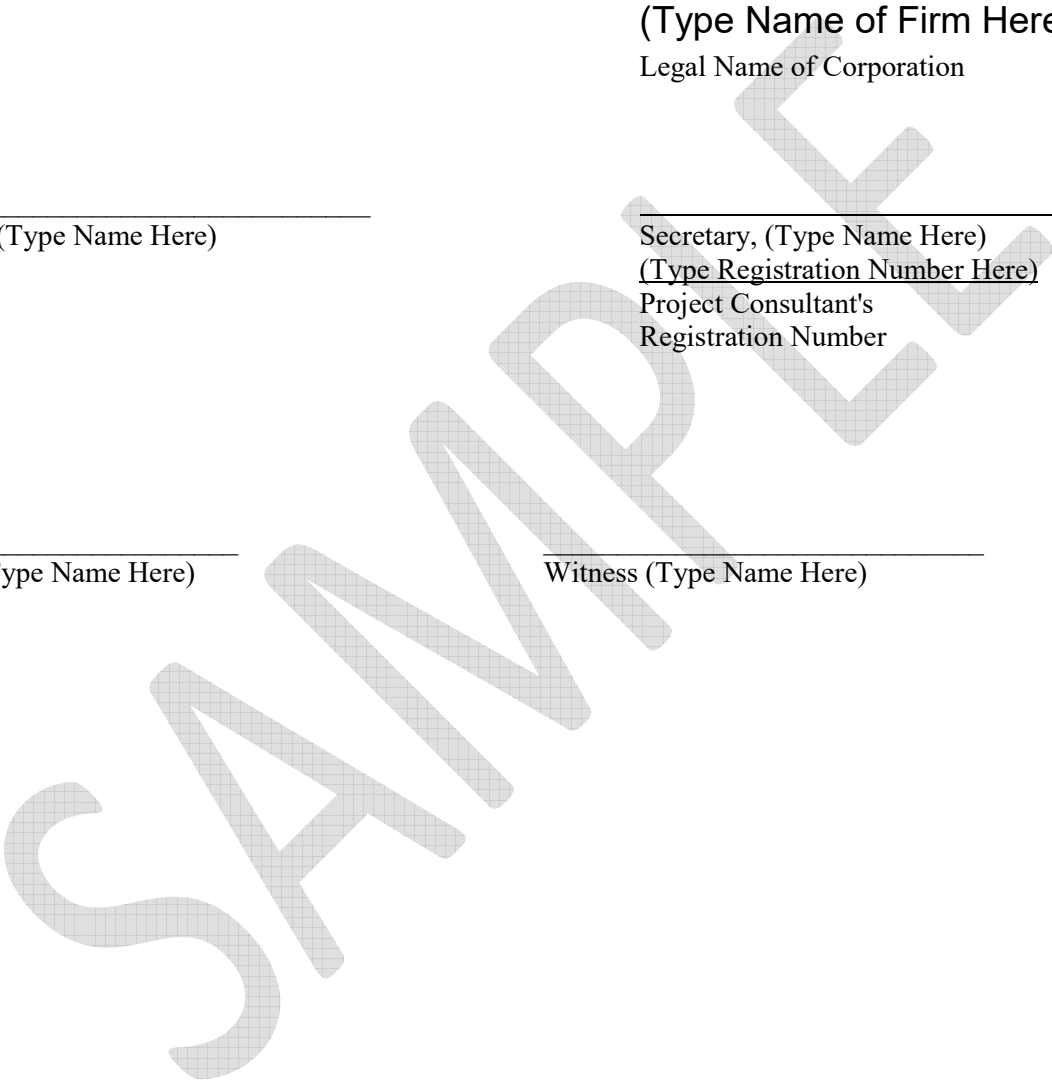 (Type Name of Firm Here
Legal Name of Corporation
(Type Name Here)
Secretary, (Type Name Here)
(Type Registration Number Here)
Project Consultant's
Registration Number
ype Name Here)
Witness (Type Name Here)
SAMPLE